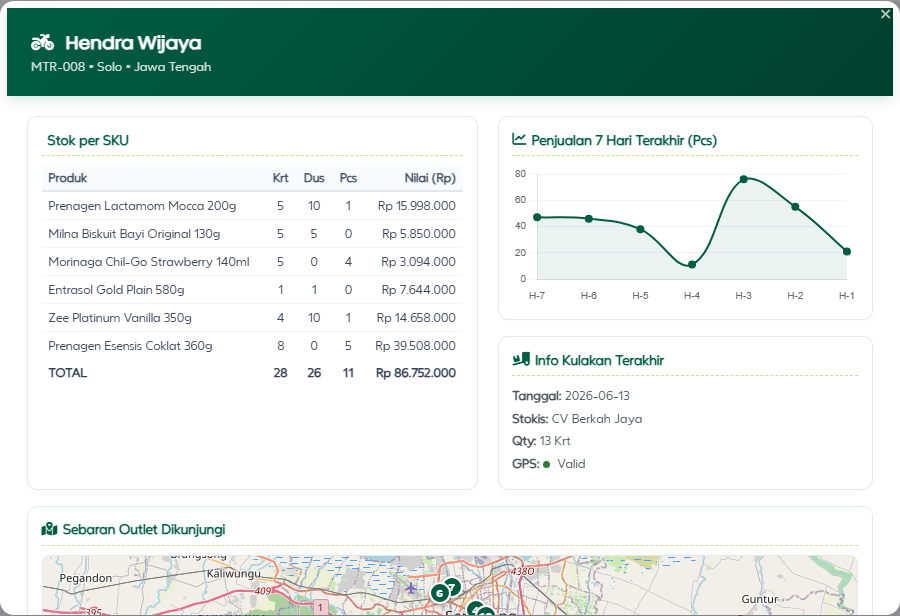 ×
Hendra Wijaya
MTR-008 • Solo • Jawa Tengah
Stok per SKU
Produk Krt Dus Pcs Nilai (Rp)
Prenagen Lactamom Mocca 200g 5 10 1 Rp 15.998.000
Milna Biskuit Bayi Original 130g 5 5 0 Rp 5.850.000
Morinaga Chil-Go Strawberry 140ml 5 0 4 Rp 3.094.000
Entrasol Gold Plain 580g 1 1 0 Rp 7.644.000
Zee Platinum Vanilla 350g 4 10 1 Rp 14.658.000
Prenagen Esensis Coklat 360g 8 0 5 Rp 39.508.000
TOTAL 28 26 11 Rp 86.752.000
Penjualan 7 Hari Terakhir (Pcs)
80
60
40
20
0
H-7 H-6 H-5 H-4 H-3 H-2 H-1
Info Kulakan Terakhir
Tanggal: 2026-06-13
Stokis: CV Berkah Jaya
Qty: 13 Krt
GPS: Valid
Sebaran Outlet Dikunjungi
Pegandon
Kaliwungu
409
395
1
6
7
4380
Guntur